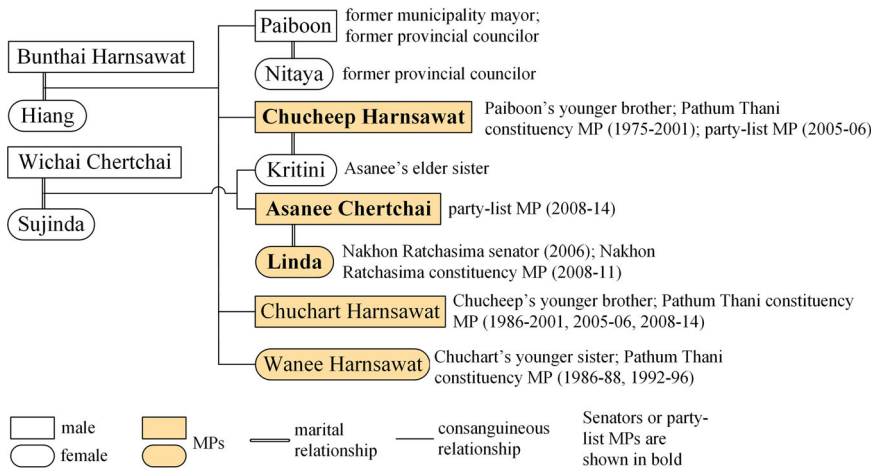 Bunthai Harnsawat
Hiang
Wichai Chertchai
Sujinda
Paiboon
former municipality mayor;
former provincial councilor
Nitaya
former provincial councilor
Chucheep Harnsawat
Paiboon's younger brother; Pathum Thani
constituency MP (1975-2001); party-list MP (2005-06)
Kritini
Asanee's elder sister
Asanee Chertchai
party-list MP (2008-14)
Linda
Nakhon Ratchasima senator (2006); Nakhon
Ratchasima constituency MP (2008-11)
Chuchart Harnsawat
Chucheep's younger brother; Pathum Thani constituency
MP (1986-2001, 2005-06, 2008-14)
Wanee Harnsawat
Chuchart's younger sister; Pathum Thani
constituency MP (1986-88, 1992-96)
male
female
MPs
marital
relationship
consanguineous
relationship
Senators or party-
list MPs are
shown in bold